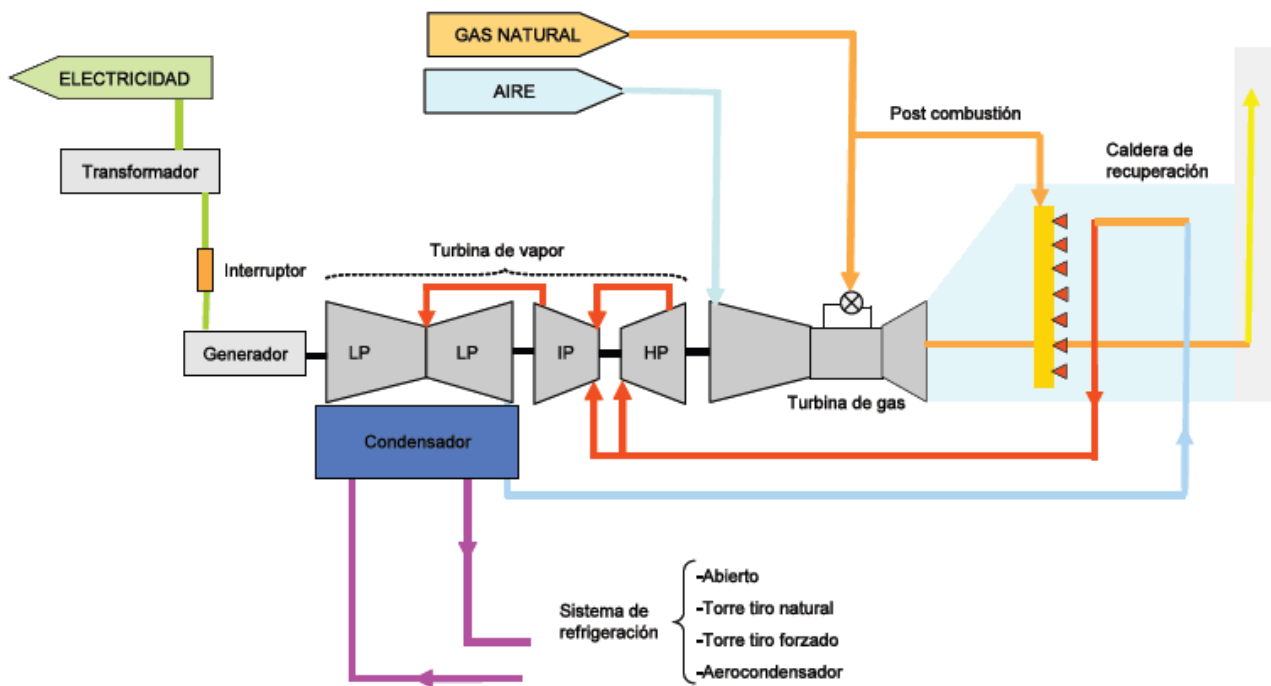 GAS NATURAL
ELECTRICIDAD
AIRE
Post combustión
Caldera de
recuperación
Transformador
Turbina de vapor
Interruptor
Generador
LP
LP
IP
HP
Turbina de gas
Condensador
Sistema de
refrigeración
-Abierto
-Torre tiro natural
-Torre tiro forzado
-Aerocondensador